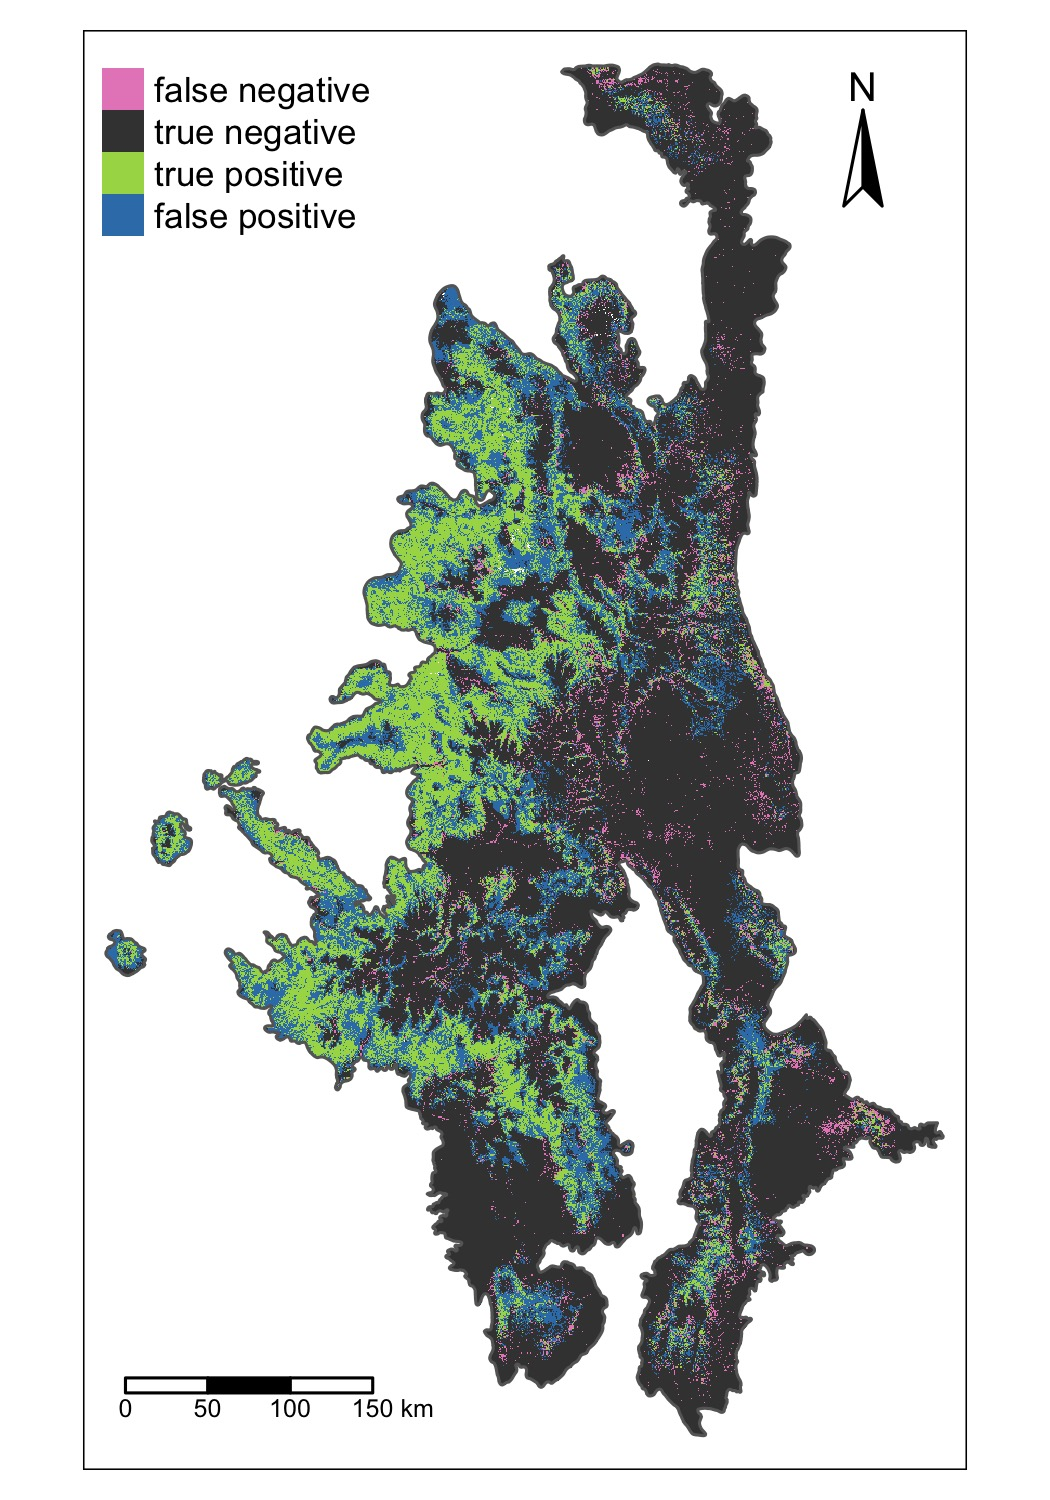 false negative
true negative
true positive
false positive
N
0 50 100 150 km